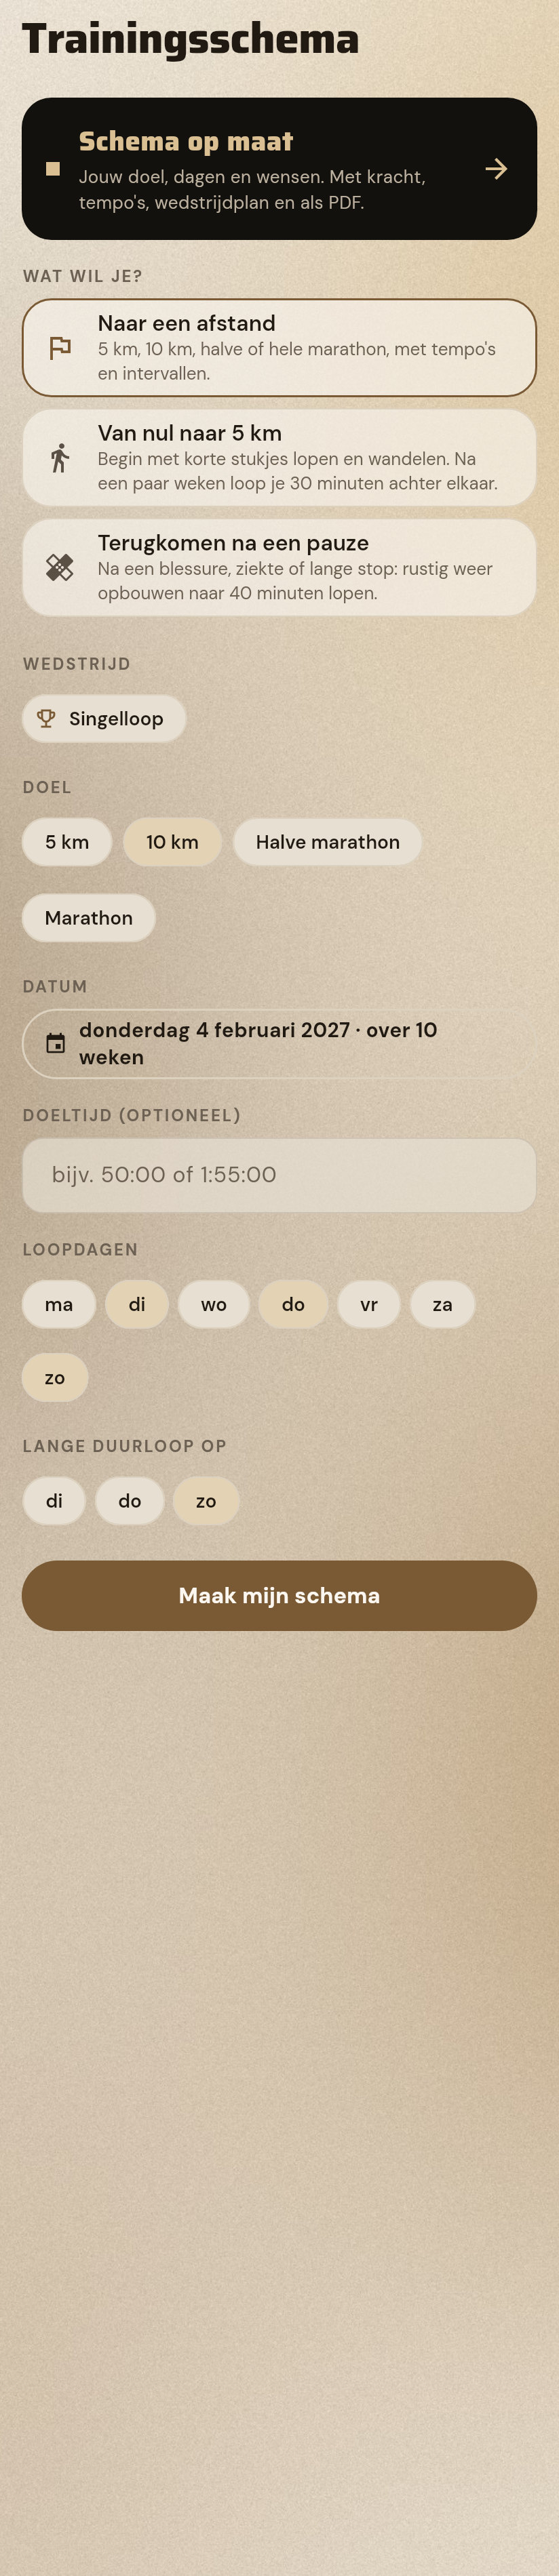 Trainingsschema
Schema op maat
Jouw doel, dagen en wensen. Met kracht,
tempo's, wedstrijdplan en als PDF.
WAT WIL JE?
Naar een afstand
5 km, 10 km, halve of hele marathon, met tempo's
en intervallen.
Van nul naar 5 km
Begin met korte stukjes lopen en wandelen. Na
een paar weken loop je 30 minuten achter elkaar.
Terugkomen na een pauze
Na een blessure, ziekte of lange stop: rustig weer
opbouwen naar 40 minuten lopen.
WEDSTRIJD
Singelloop
DOEL
5 km 10 km Halve marathon
Marathon
DATUM
donderdag 4 februari 2027 · over 10
weken
DOELTIJD (OPTIONEEL)
bijv. 50:00 of 1:55:00
LOOPDAGEN
ma di wo do vr za
zo
LANGE DUURLOOP OP
di do zo
Maak mijn schema